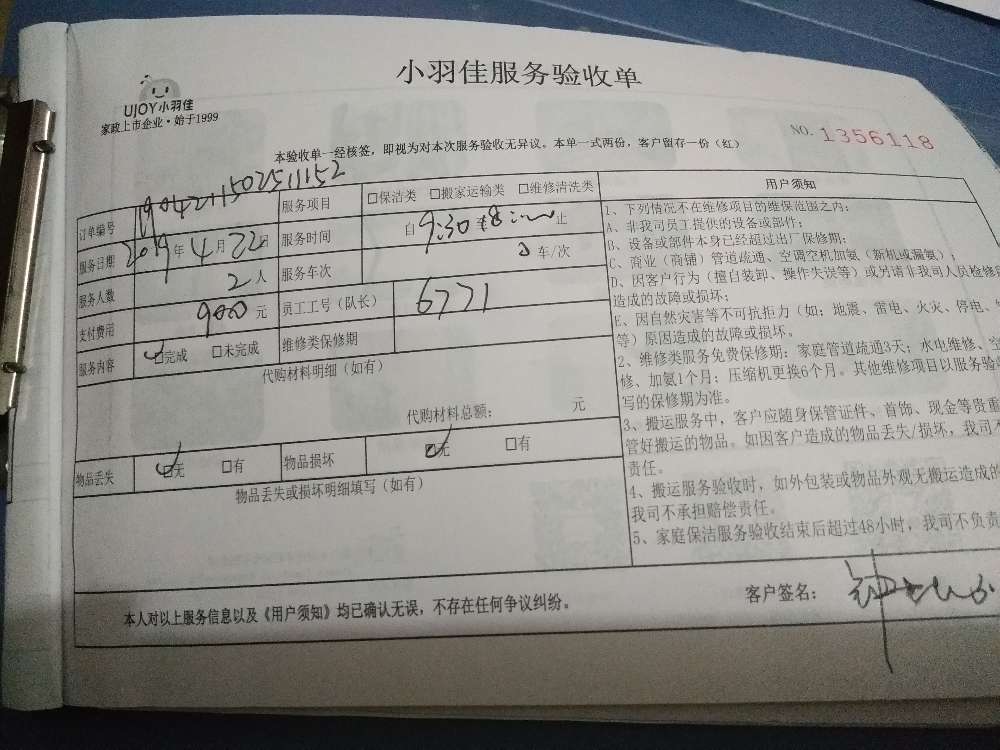 小羽佳服务验收单
UJOY小羽佳
家政上市企业·始于1999
NO. 1356118
本验收单一经核签，即视为对本次服务验收无异议。本单一式两份，客户留存一份（红）
订单编号 1904211502511152
服务项目 □保洁类 □搬家运输类 □维修清洗类
服务日期 2019年4月22日
服务时间 自9:30至18:00止
服务人数 2人
服务车次 车/次
支付费用 900元
员工工号（队长） 6771
服务内容 ☑完成 □未完成
维修类保修期
代购材料明细（如有）
代购材料总额： 元
物品丢失 ☑无 □有
物品损坏 ☑无 □有
物品丢失或损坏明细填写（如有）
用户须知
1、下列情况不在维修项目的维保范围之内：
A、非我司员工提供的设备或部件；
B、设备或部件本身已经超过出厂保修期；
C、商业（商铺）管道疏通、空调空机加氨（新机或漏氨）；
D、因客户行为（擅自装卸、操作失误等）或另请非我司人员检修
造成的故障或损坏；
E、因自然灾害等不可抗拒力（如：地震、雷电、火灾、停电、
等）原因造成的故障或损坏。
2、维修类服务免费保修期：家庭管道疏通3天；水电维修、空
修、加氨1个月；压缩机更换6个月。其他维修项目以服务验收
写的保修期为准。
3、搬运服务中，客户应随身保管证件、首饰、现金等贵重
管好搬运的物品。如因客户造成的物品丢失/损坏，我司不
责任。
4、搬运服务验收时，如外包装或物品外观无搬运造成的
我司不承担赔偿责任。
5、家庭保洁服务验收结束后超过48小时，我司不负责
本人对以上服务信息以及《用户须知》均已确认无误，不存在任何争议纠纷。
客户签名：